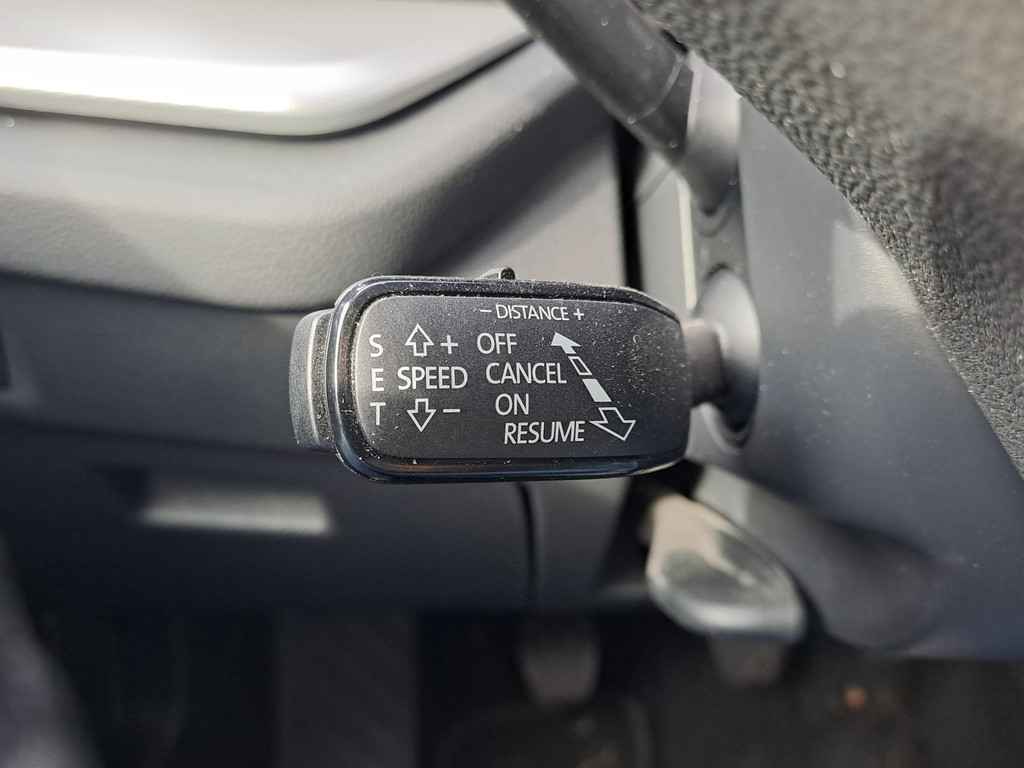 − DISTANCE +
S
E
T
+
SPEED
−
OFF
CANCEL
ON
RESUME